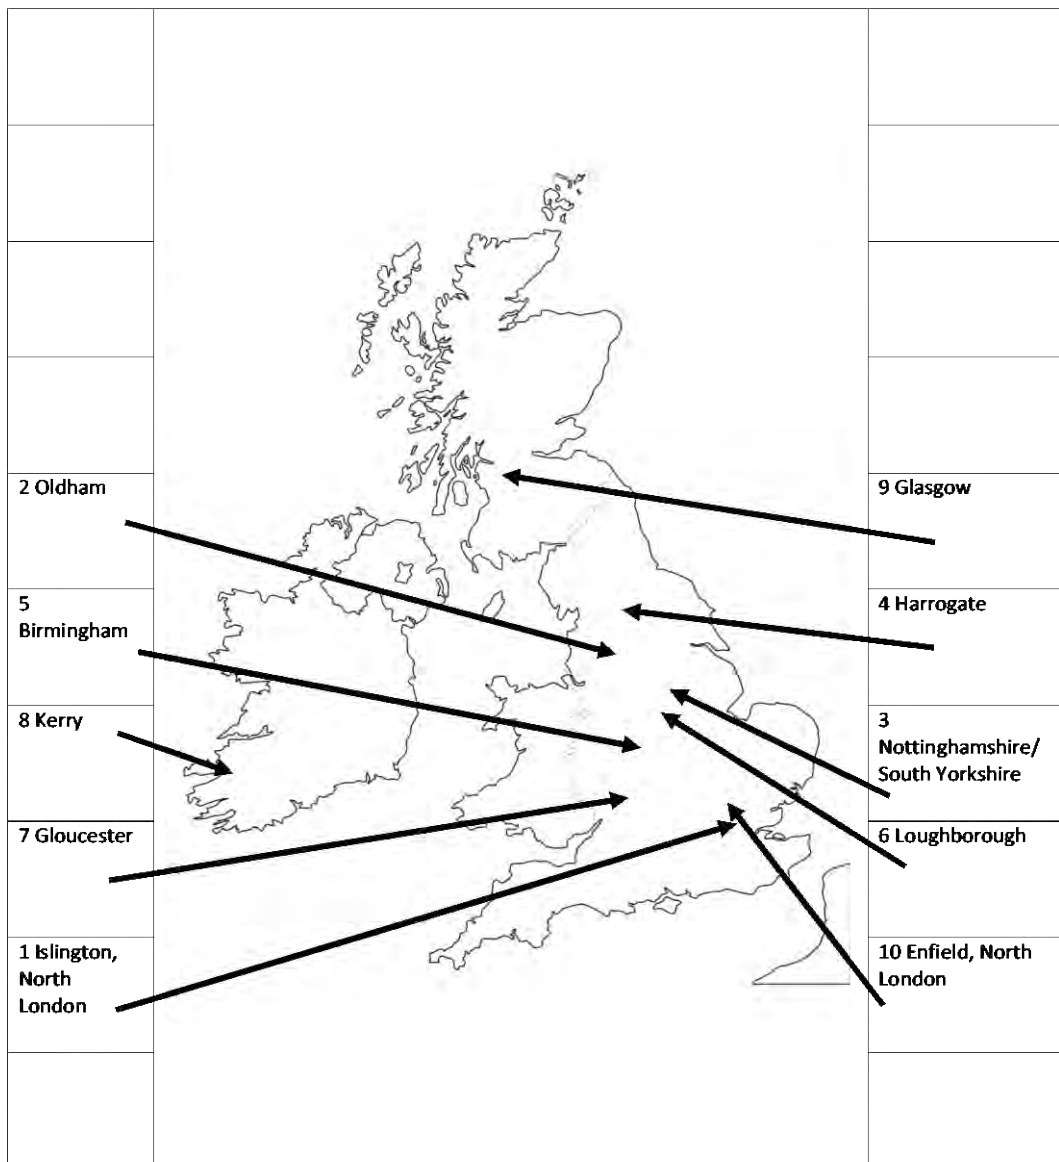 2 Oldham
9 Glasgow
5
Birmingham
4 Harrogate
8 Kerry
3
Nottinghamshire/
South Yorkshire
7 Gloucester
6 Loughborough
1 Islington,
North
London
10 Enfield, North
London